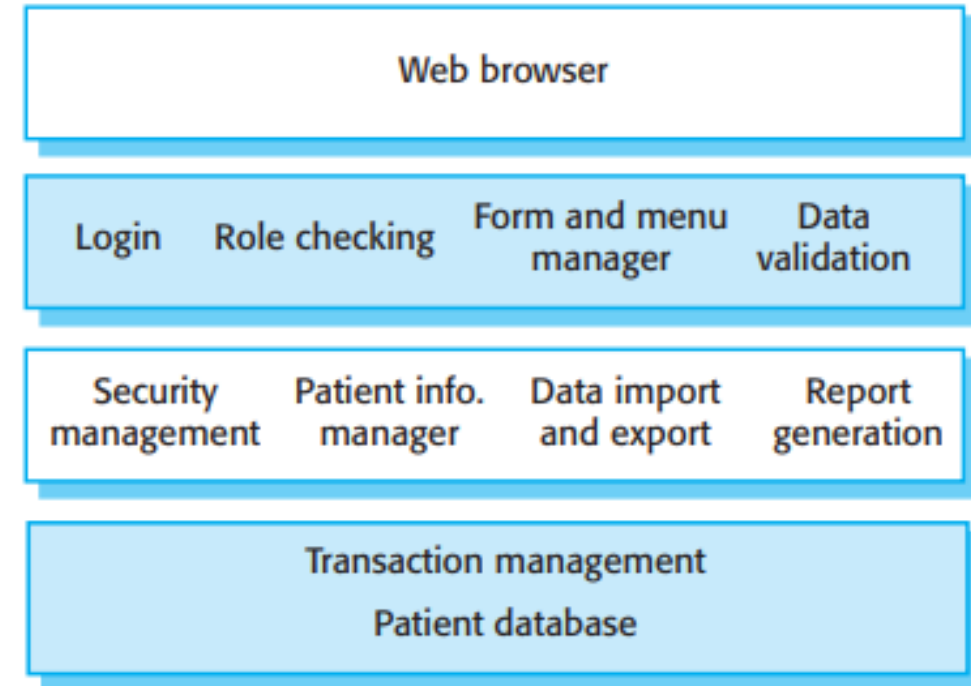 Web browser
Login Role checking Form and menu manager Data validation
Security management Patient info. manager Data import and export Report generation
Transaction management
Patient database